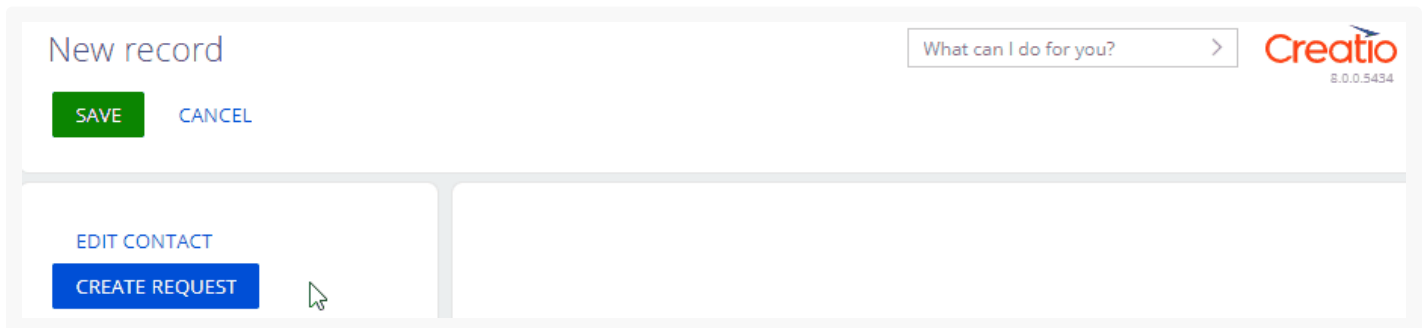 New record
What can I do for you?
Creatio
8.0.0.5434
SAVE
CANCEL
EDIT CONTACT
CREATE REQUEST